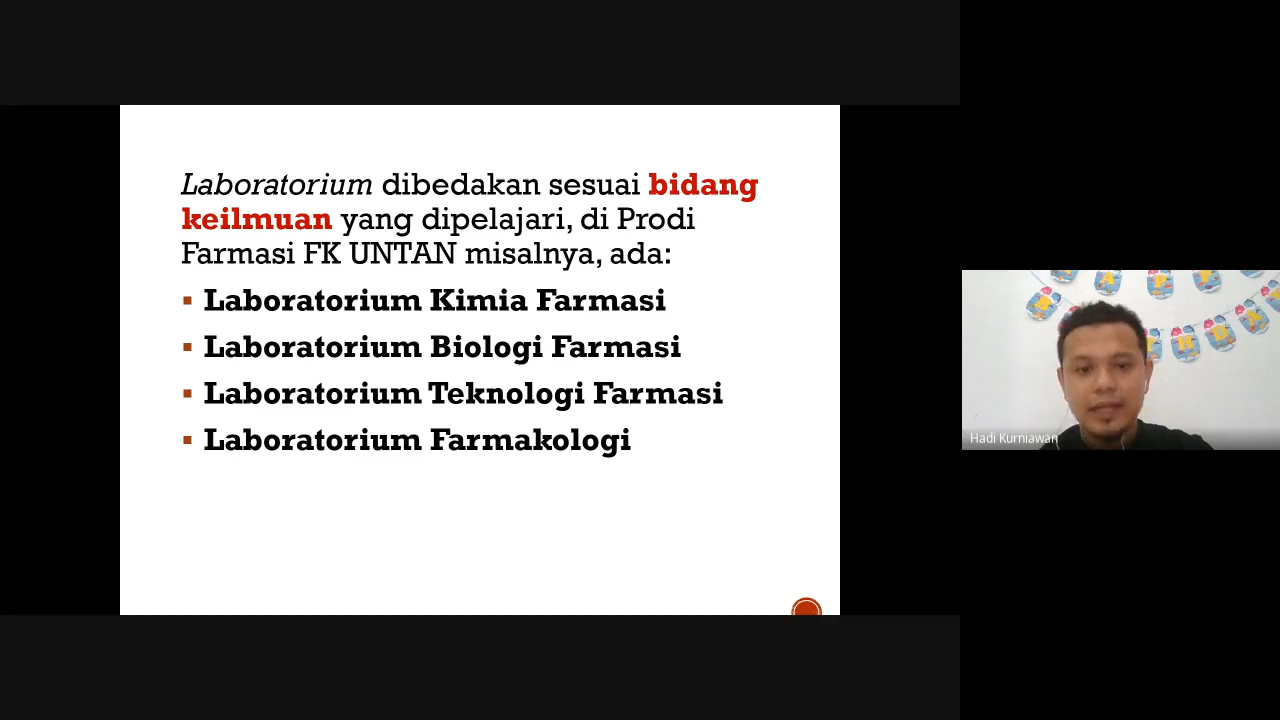 Laboratorium dibedakan sesuai bidang
keilmuan yang dipelajari, di Prodi
Farmasi FK UNTAN misalnya, ada:
▪ Laboratorium Kimia Farmasi
▪ Laboratorium Biologi Farmasi
▪ Laboratorium Teknologi Farmasi
▪ Laboratorium Farmakologi
Hadi Kurniawan